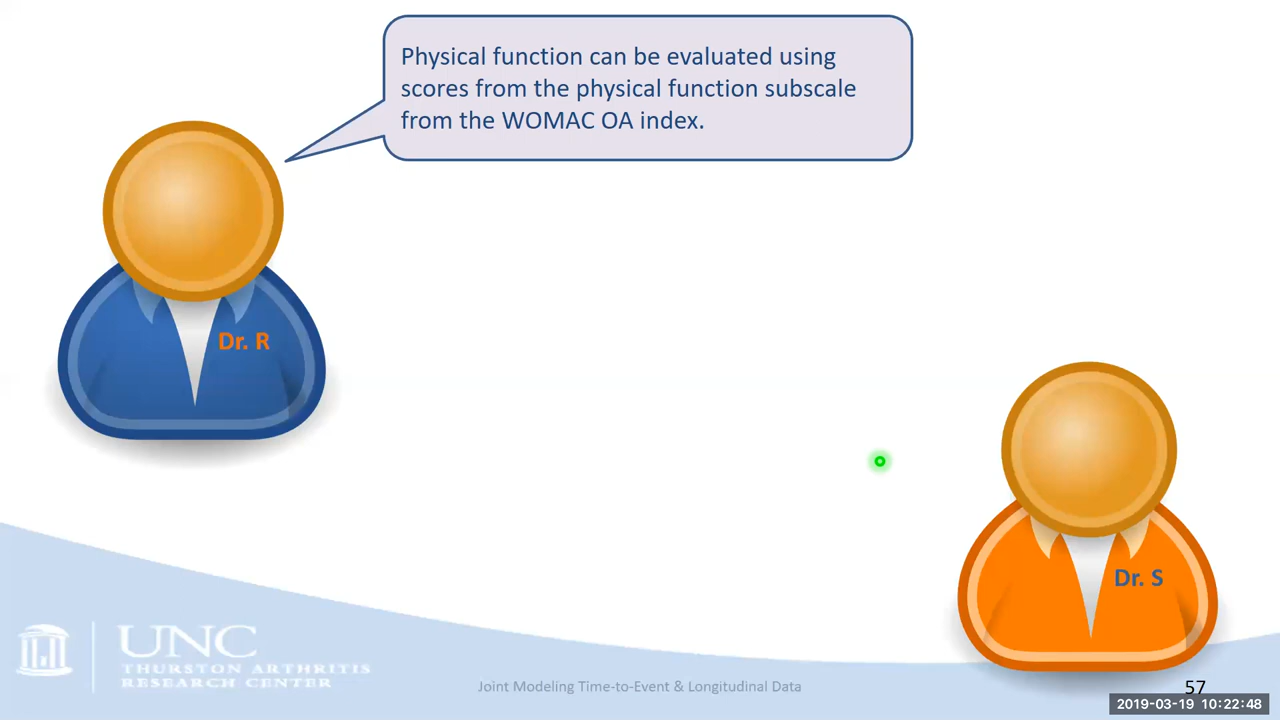 Physical function can be evaluated using
scores from the physical function subscale
from the WOMAC OA index.
Dr. R
Dr. S
UNC
THURSTON ARTHRITIS
RESEARCH CENTER
Joint Modeling Time-to-Event & Longitudinal Data
57
2019-03-19 10:22:48